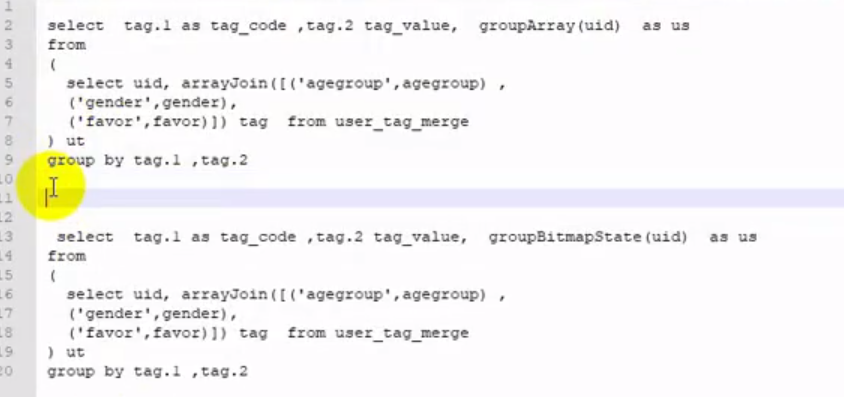 1
2 select  tag.1 as tag_code ,tag.2 tag_value,  groupArray(uid)  as us
3 from
4 (
5   select uid, arrayJoin([('agegroup',agegroup) ,
6   ('gender',gender),
7   ('favor',favor)]) tag  from user_tag_merge
8 ) ut
9 group by tag.1 ,tag.2
10
11
12
13  select  tag.1 as tag_code ,tag.2 tag_value,  groupBitmapState(uid)  as us
14 from
15 (
16   select uid, arrayJoin([('agegroup',agegroup) ,
17   ('gender',gender),
18   ('favor',favor)]) tag  from user_tag_merge
19 ) ut
20 group by tag.1 ,tag.2